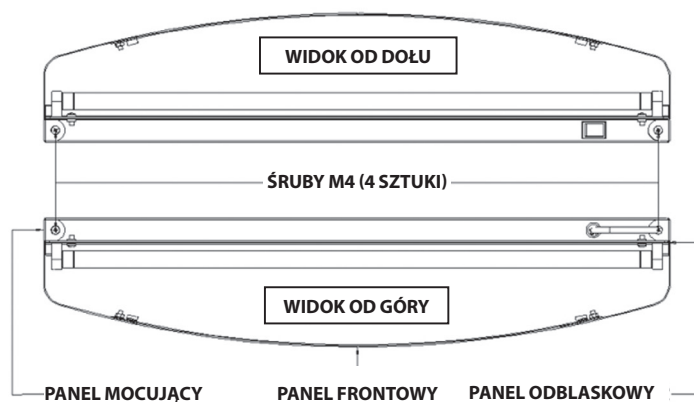 WIDOK OD DOŁU
ŚRUBY M4 (4 SZTUKI)
WIDOK OD GÓRY
PANEL MOCUJĄCY
PANEL FRONTOWY
PANEL ODBLASKOWY